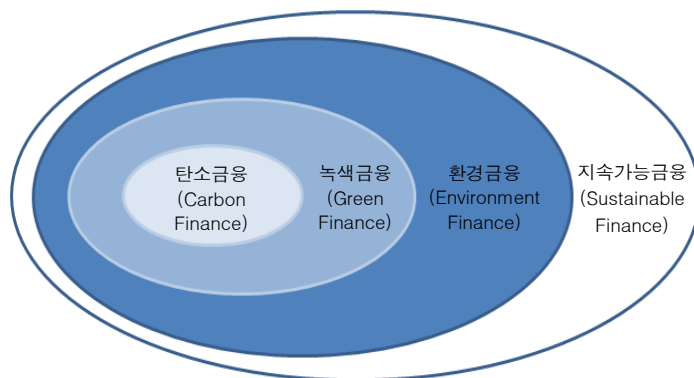 탄소금융
(Carbon
Finance)
녹색금융
(Green
Finance)
환경금융
(Environment
Finance)
지속가능금융
(Sustainable
Finance)